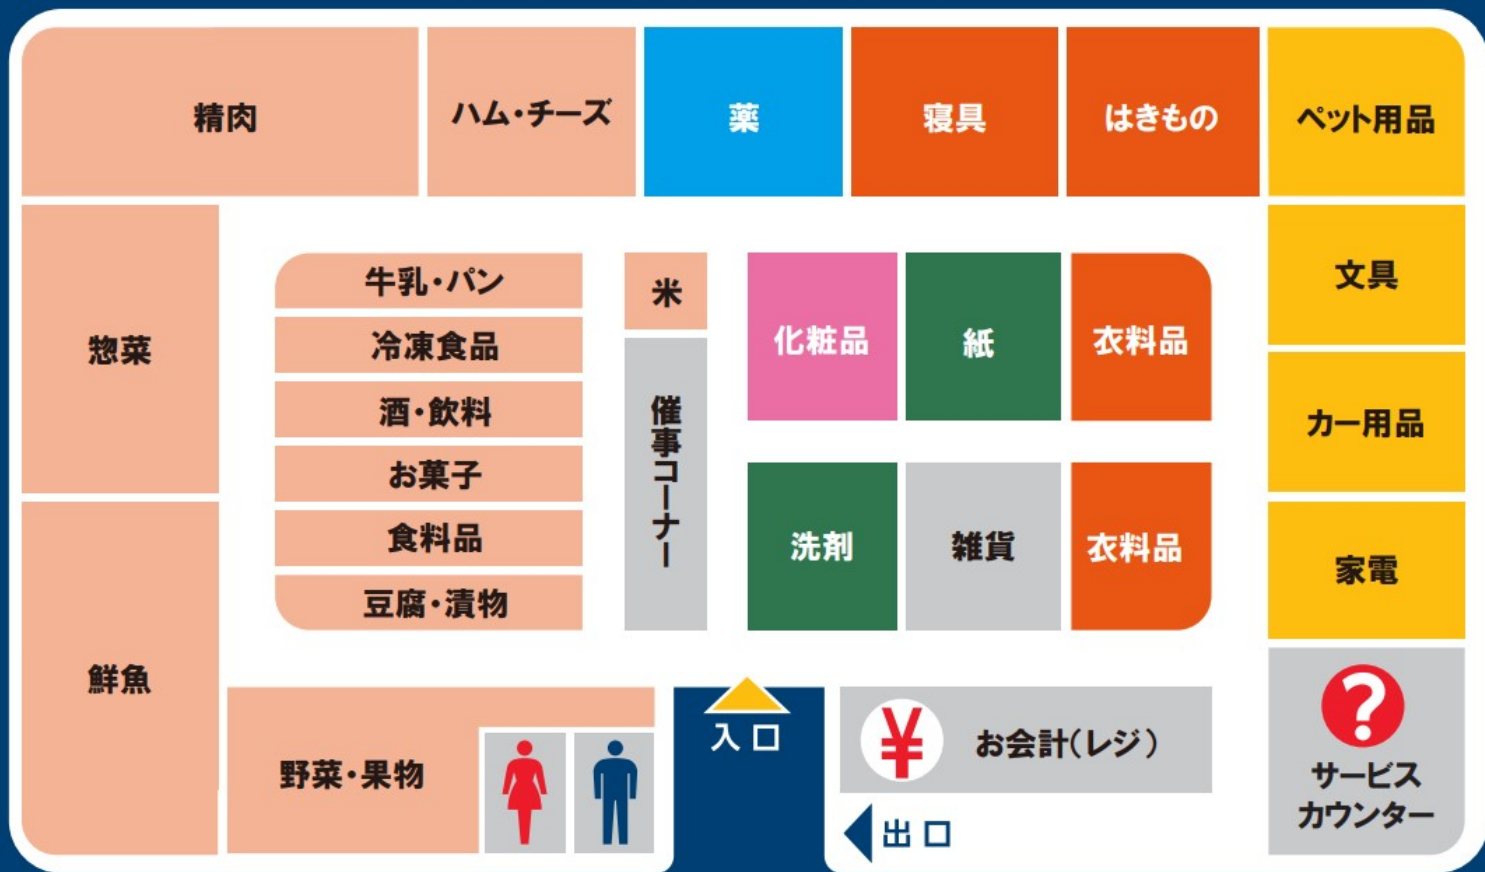 精肉
ハム・チーズ
薬
寝具
はきもの
ペット用品
惣菜
牛乳・パン
冷凍食品
酒・飲料
お菓子
食料品
豆腐・漬物
米
催事コーナー
化粧品
紙
衣料品
洗剤
雑貨
衣料品
文具
カー用品
家電
鮮魚
野菜・果物
入口
¥
お会計(レジ)
出口
?
サービス
カウンター